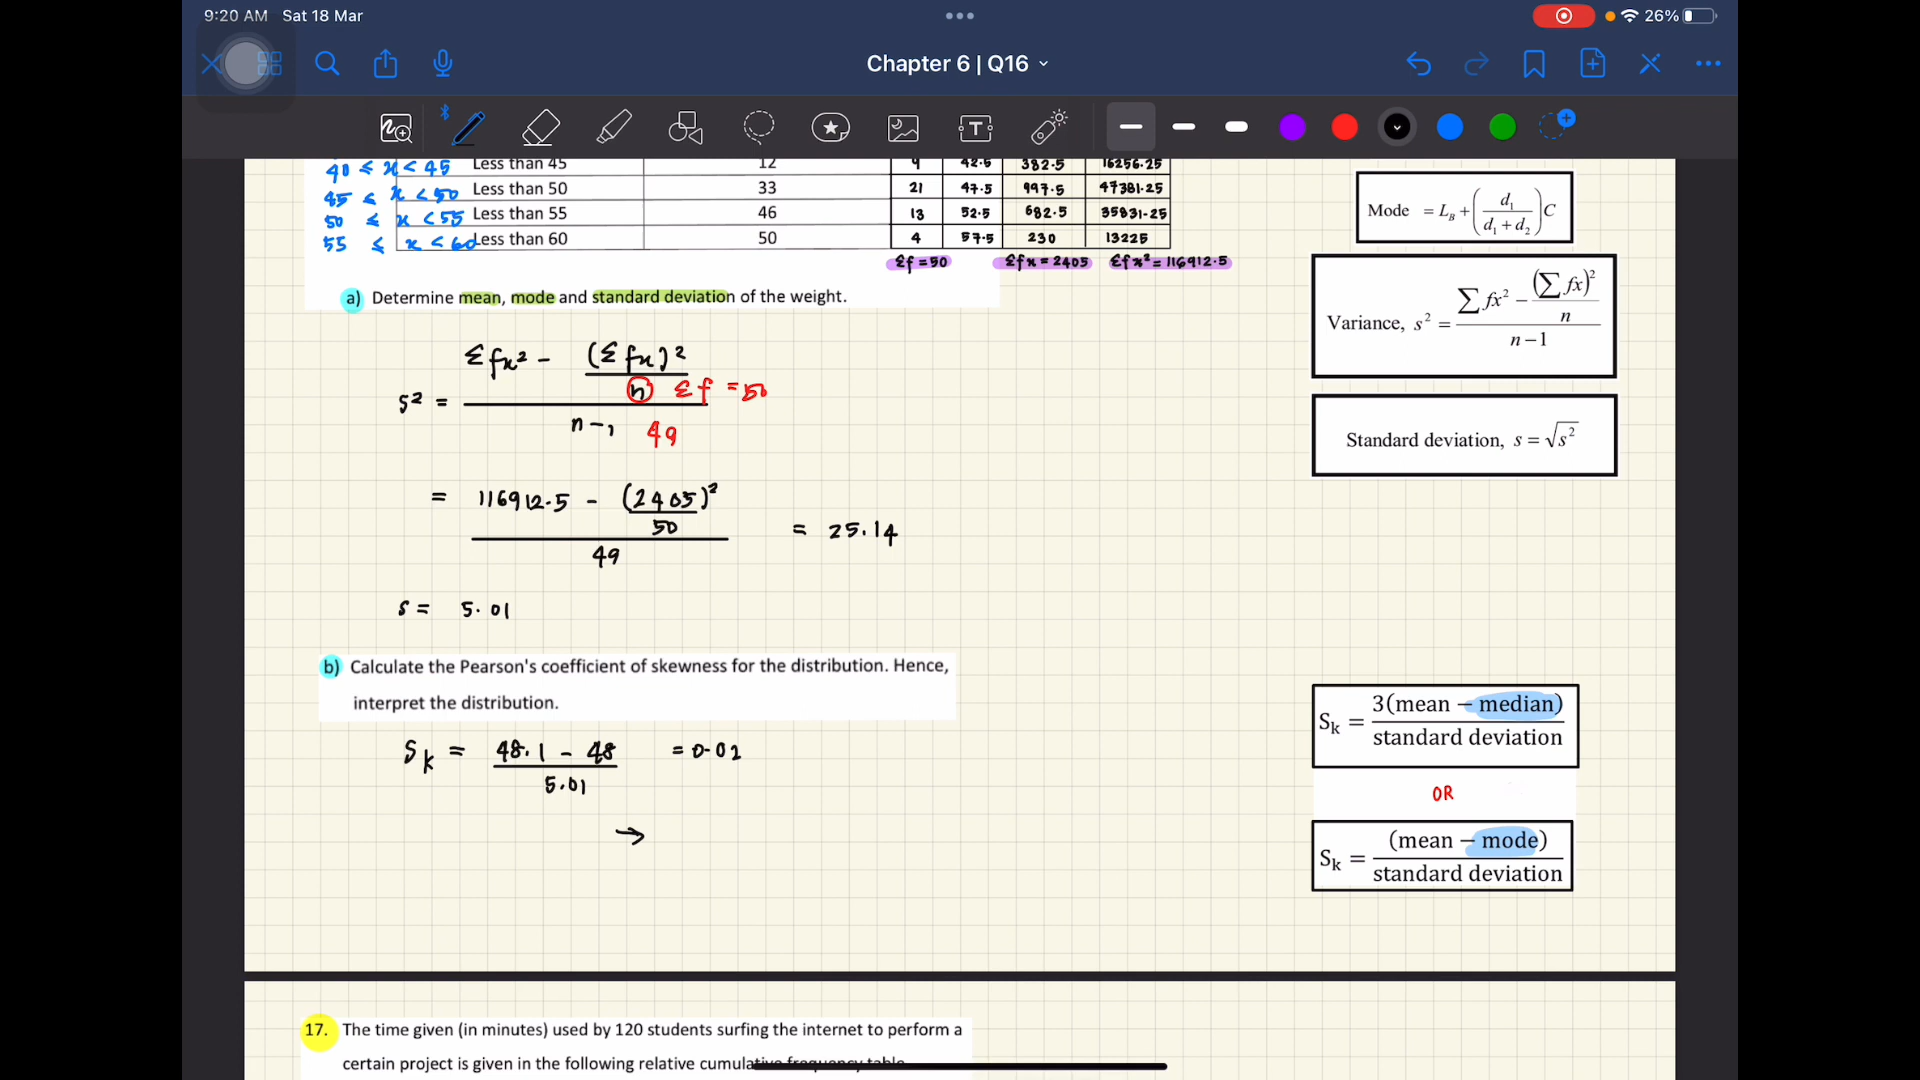 9:20 AM Sat 18 Mar
26%
Chapter 6 | Q16
40 ≤ x < 45 Less than 45 12 9 42.5 382.5 16256.25
45 ≤ x < 50 Less than 50 33 21 47.5 997.5 47381.25
50 ≤ x < 55 Less than 55 46 13 52.5 682.5 35831.25
55 ≤ x < 60 Less than 60 50 4 57.5 230 13225
Σf = 50 Σfx = 2405 Σfx² = 116912.5
a) Determine mean, mode and standard deviation of the weight.
s² = (Σfx² - (Σfx)²/n) / (n-1)
Σf = 50
49
= (116912.5 - (2405)²/50) / 49 = 25.14
s = 5.01
b) Calculate the Pearson's coefficient of skewness for the distribution. Hence,
interpret the distribution.
Sk = (48.1 - 48) / 5.01 = 0.02
→
Mode = L_B + (d₁ / (d₁ + d₂)) C
Variance, s² = (∑fx² − (∑fx)²/n) / (n−1)
Standard deviation, s = √s²
Sk = 3(mean − median) / standard deviation
OR
Sk = (mean − mode) / standard deviation
17. The time given (in minutes) used by 120 students surfing the internet to perform a
certain project is given in the following relative cumulative frequency table.